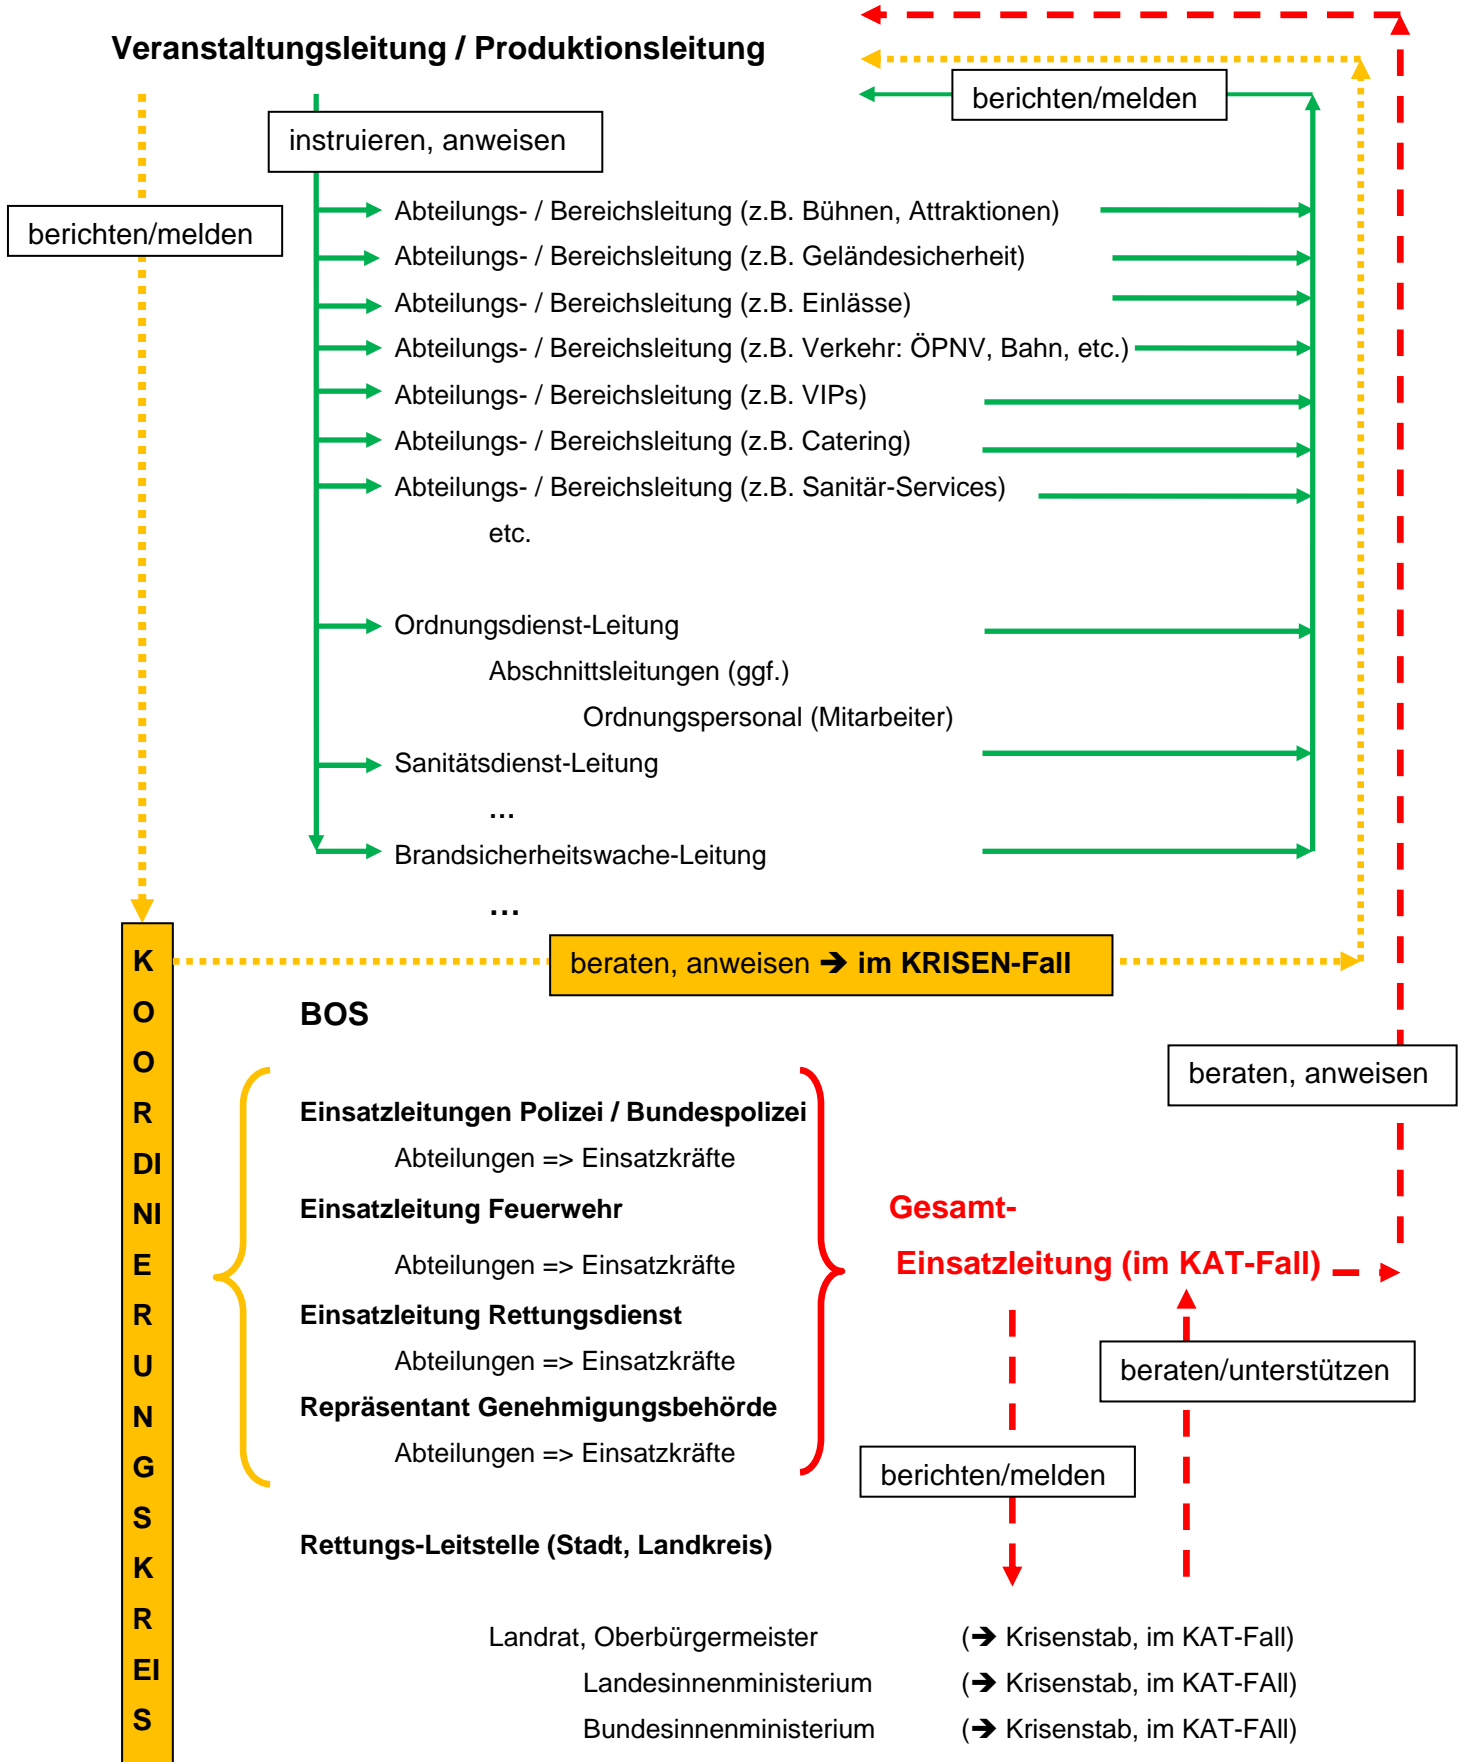 Veranstaltungsleitung / Produktionsleitung
berichten/melden
instruieren, anweisen
berichten/melden
Abteilungs- / Bereichsleitung (z.B. Bühnen, Attraktionen)
Abteilungs- / Bereichsleitung (z.B. Geländesicherheit)
Abteilungs- / Bereichsleitung (z.B. Einlässe)
Abteilungs- / Bereichsleitung (z.B. Verkehr: ÖPNV, Bahn, etc.)
Abteilungs- / Bereichsleitung (z.B. VIPs)
Abteilungs- / Bereichsleitung (z.B. Catering)
Abteilungs- / Bereichsleitung (z.B. Sanitär-Services)
etc.
Ordnungsdienst-Leitung
Abschnittsleitungen (ggf.)
Ordnungspersonal (Mitarbeiter)
Sanitätsdienst-Leitung
...
Brandsicherheitswache-Leitung
...
K
O
O
R
DI
NI
E
R
U
N
G
S
K
R
EI
S
beraten, anweisen ➔ im KRISEN-Fall
BOS
beraten, anweisen
Einsatzleitungen Polizei / Bundespolizei
Abteilungen => Einsatzkräfte
Einsatzleitung Feuerwehr
Abteilungen => Einsatzkräfte
Einsatzleitung Rettungsdienst
Abteilungen => Einsatzkräfte
Repräsentant Genehmigungsbehörde
Abteilungen => Einsatzkräfte
Gesamt-
Einsatzleitung (im KAT-Fall)
beraten/unterstützen
berichten/melden
Rettungs-Leitstelle (Stadt, Landkreis)
Landrat, Oberbürgermeister (➔ Krisenstab, im KAT-Fall)
Landesinnenministerium (➔ Krisenstab, im KAT-FAll)
Bundesinnenministerium (➔ Krisenstab, im KAT-FAll)